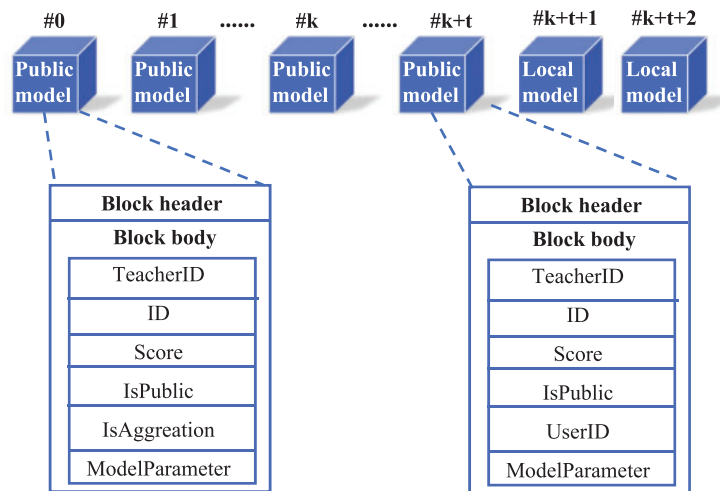 #0 #1 ...... #k ...... #k+t #k+t+1 #k+t+2
Public model
Public model
Public model
Public model
Local model
Local model
Block header
Block body
TeacherID
ID
Score
IsPublic
IsAggreation
ModelParameter
Block header
Block body
TeacherID
ID
Score
IsPublic
UserID
ModelParameter